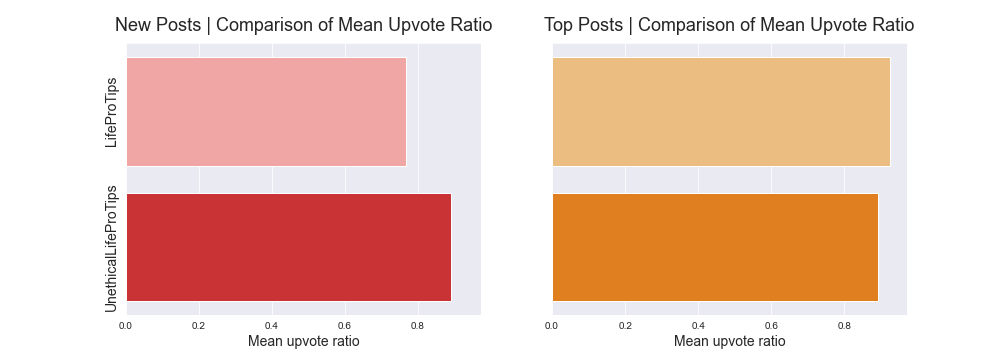 New Posts | Comparison of Mean Upvote Ratio
LifeProTips
UnethicalLifeProTips
0.0 0.2 0.4 0.6 0.8
Mean upvote ratio
Top Posts | Comparison of Mean Upvote Ratio
0.0 0.2 0.4 0.6 0.8
Mean upvote ratio